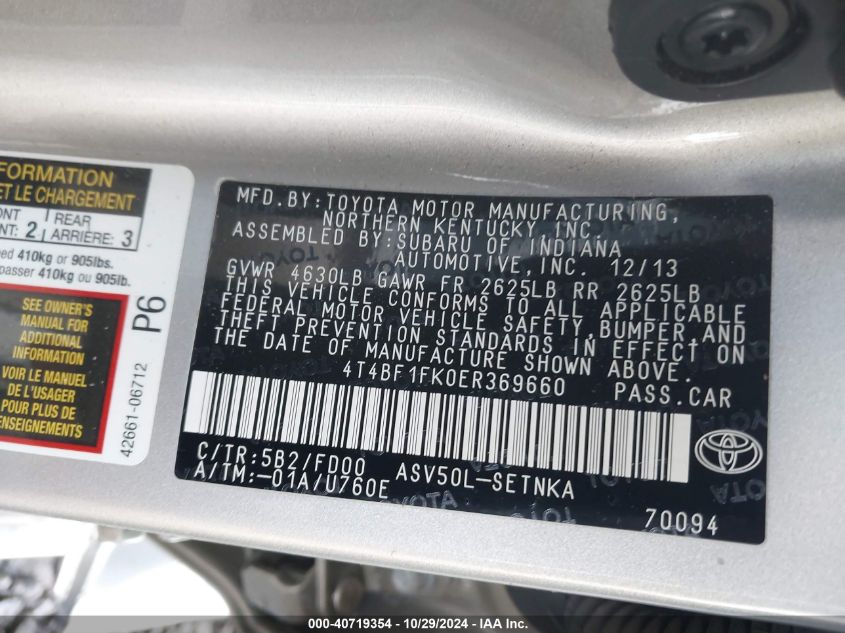 FORMATION
ET LE CHARGEMENT
2
REAR
ARRIÈRE: 3
410kg or 905lbs.
passer 410kg ou 905lb.
SEE OWNER'S
MANUAL FOR
ADDITIONAL
INFORMATION
VOIR LE MANUEL
DE L'USAGER
POUR PLUS DE
RENSEIGNEMENTS
P6
42661-06712
MFD.BY:TOYOTA MOTOR MANUFACTURING,
NORTHERN KENTUCKY, INC.
ASSEMBLED BY:SUBARU OF INDIANA
AUTOMOTIVE,INC. 12/13
GVWR 4630LB GAWR FR 2625LB RR 2625LB
THIS VEHICLE CONFORMS TO ALL APPLICABLE
FEDERAL MOTOR VEHICLE SAFETY,BUMPER,AND
THEFT PREVENTION STANDARDS IN EFFECT ON
THE DATE OF MANUFACTURE SHOWN ABOVE.
4T4BF1FK0ER369660 PASS.CAR
C/TR:5B2/FD00 ASV50L-SETNKA
A/TM:-01A/U760E
TOYOTA
70094
000-40719354 - 10/29/2024 - IAA Inc.